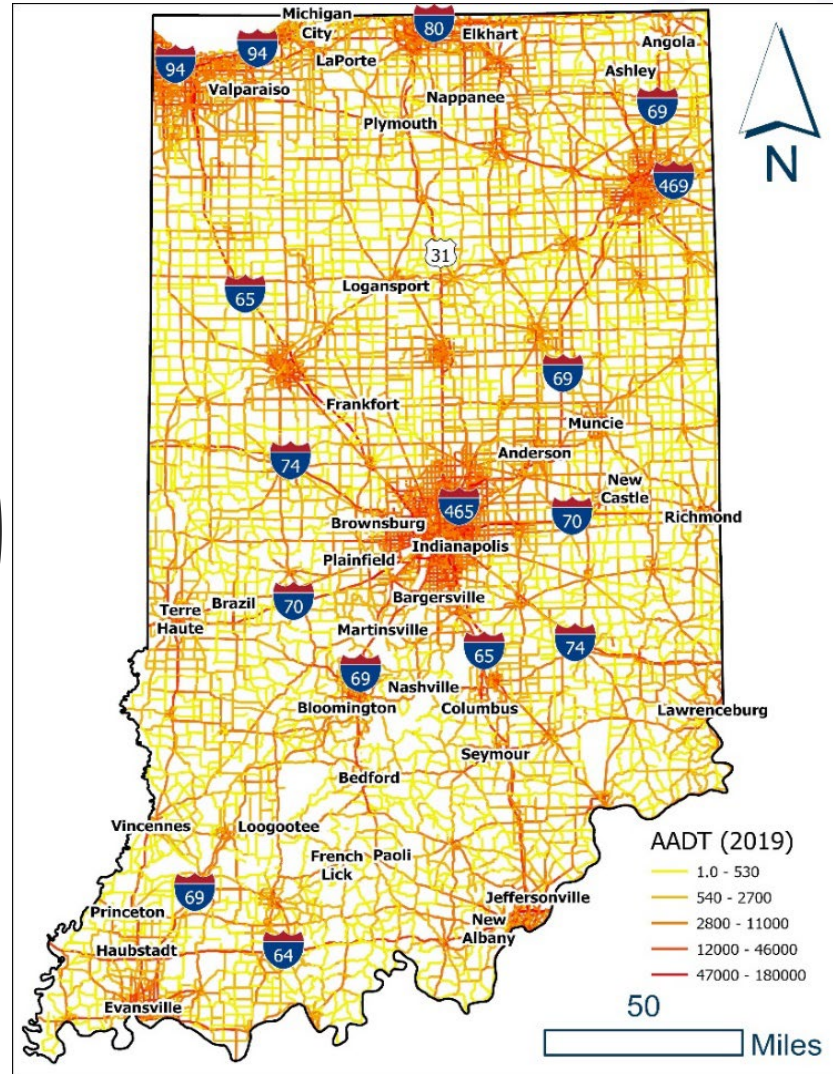 Michigan
City
80
Elkhart
Angola
94
94
LaPorte
Ashley
Valparaiso
Nappanee
69
Plymouth
N
469
31
Logansport
65
69
Frankfort
Muncie
Anderson
74
New
Castle
465
70
Richmond
Brownsburg
Indianapolis
Plainfield
Bargersville
Terre
Haute
Brazil
70
Martinsville
65
74
69
Nashville
Bloomington
Columbus
Lawrenceburg
Seymour
Bedford
Vincennes
Loogootee
French
Lick
Paoli
AADT (2019)
1.0 - 530
540 - 2700
2800 - 11000
12000 - 46000
47000 - 180000
69
Jeffersonville
Princeton
New
Albany
Haubstadt
64
Evansville
50
Miles